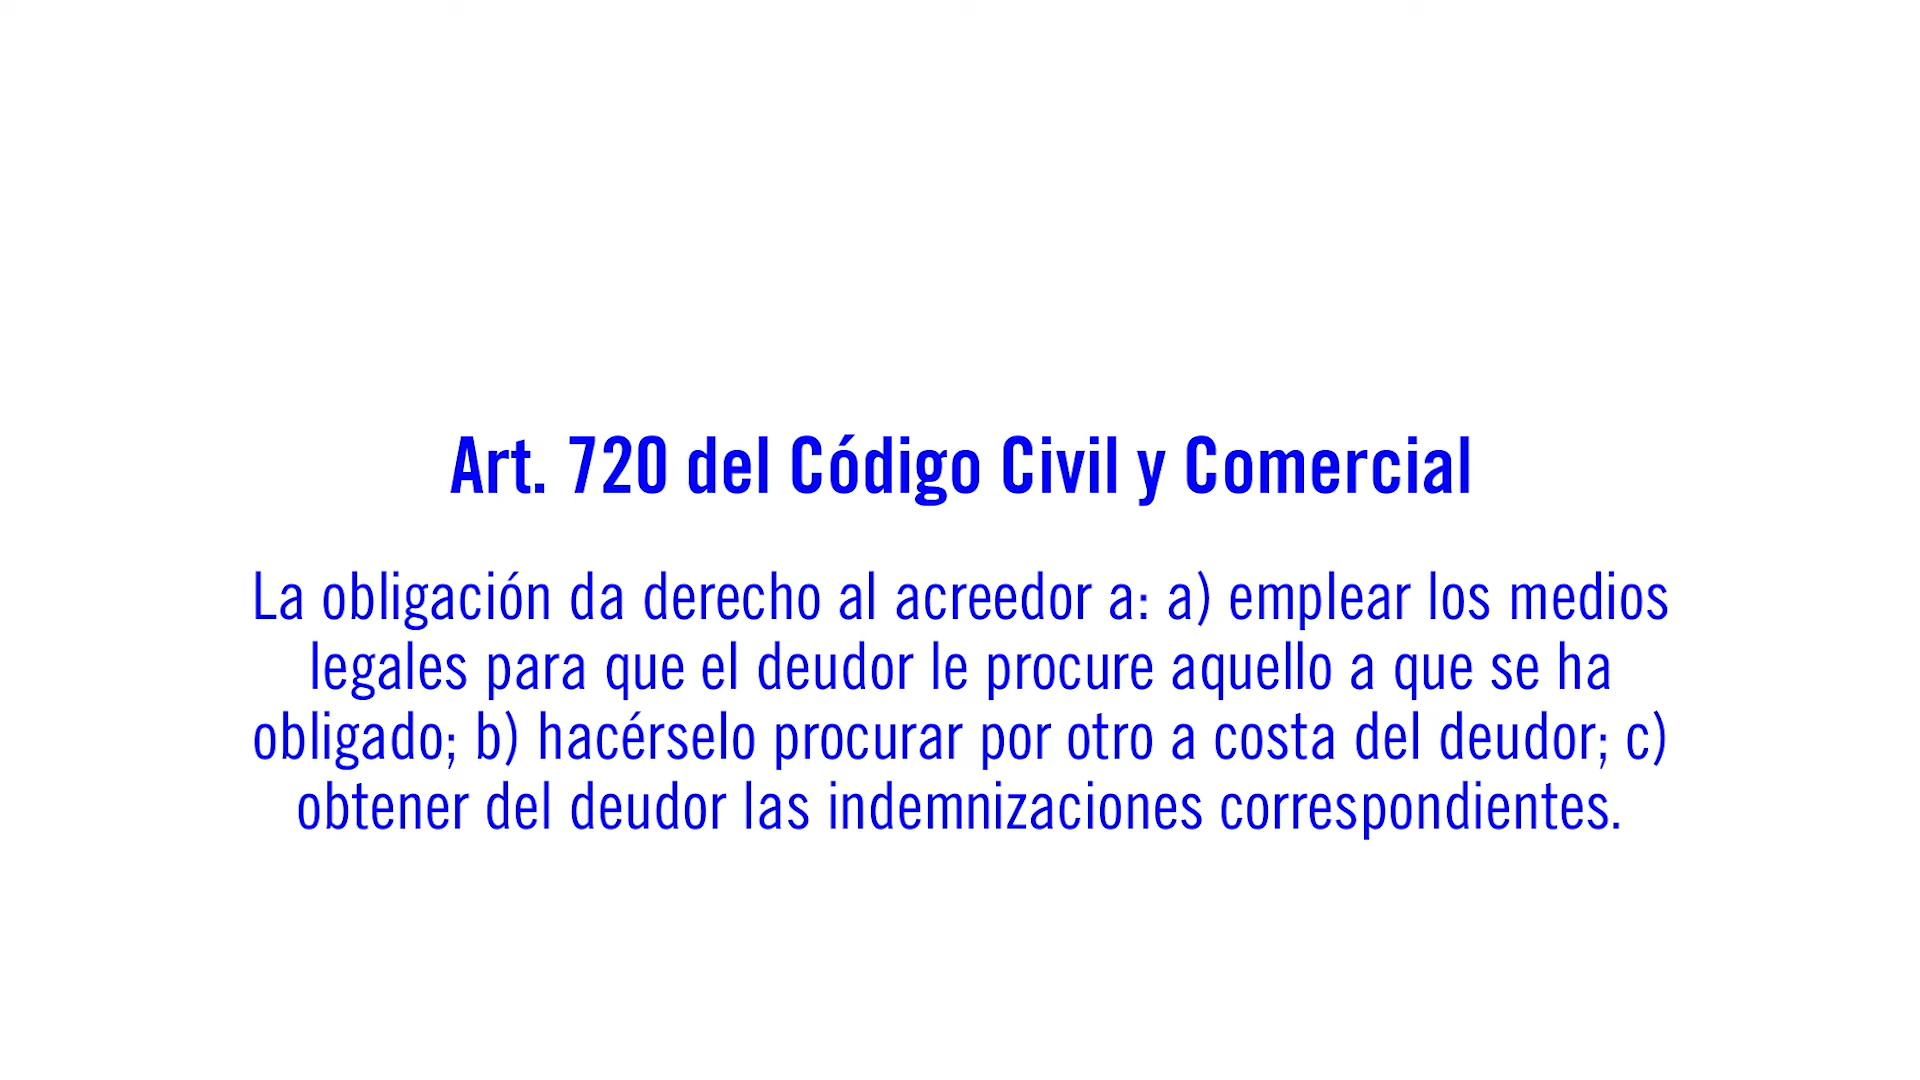 Art. 720 del Código Civil y Comercial
La obligación da derecho al acreedor a: a) emplear los medios
legales para que el deudor le procure aquello a que se ha
obligado; b) hacérselo procurar por otro a costa del deudor; c)
obtener del deudor las indemnizaciones correspondientes.